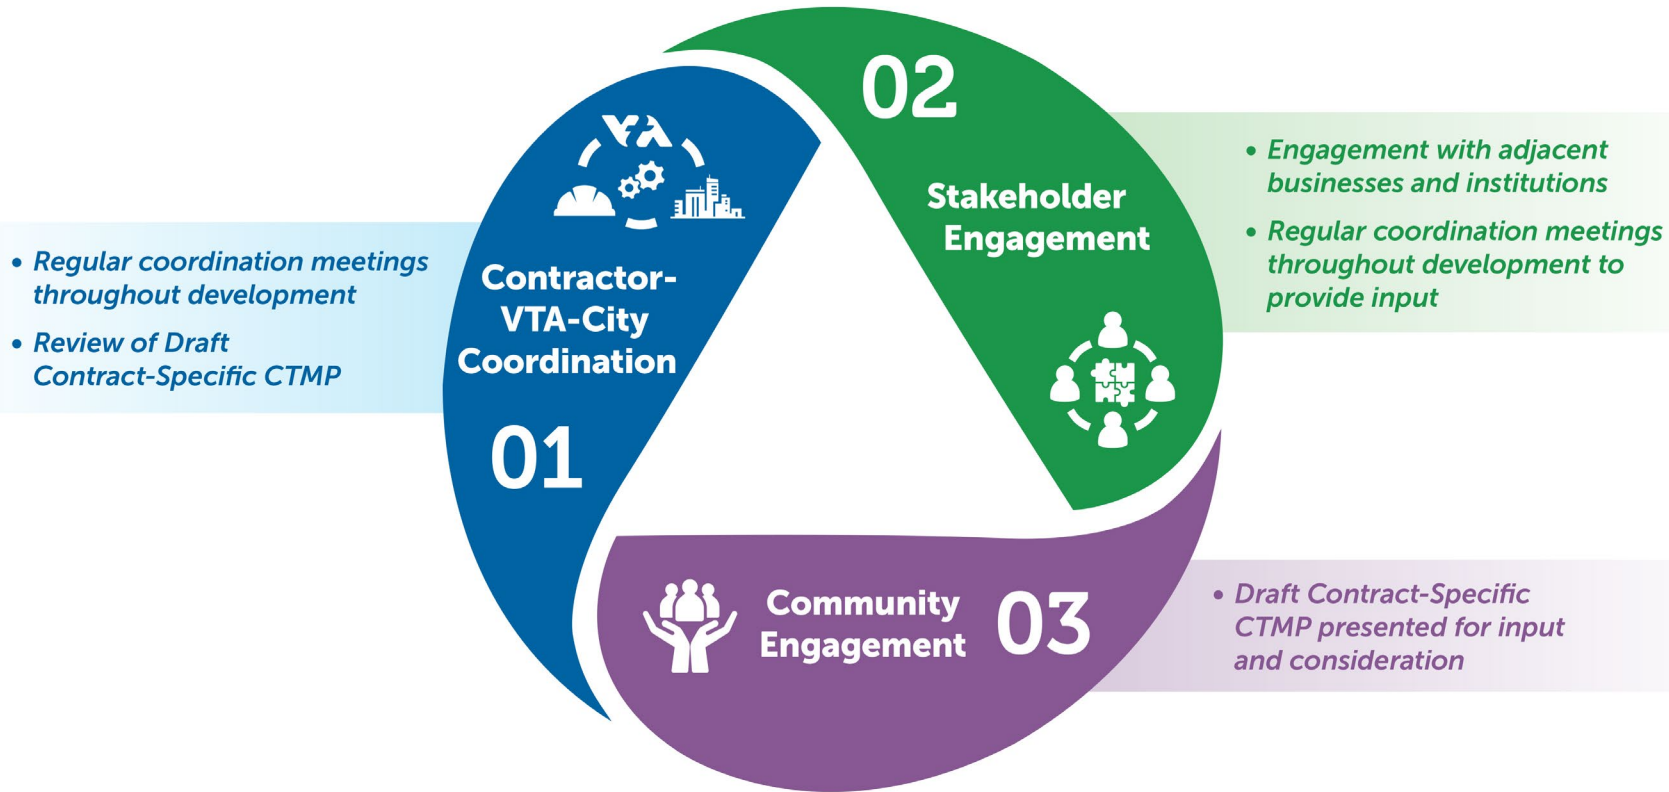 VTA
Contractor-
VTA-City
Coordination
01
• Regular coordination meetings
throughout development
• Review of Draft
Contract-Specific CTMP
02
Stakeholder
Engagement
• Engagement with adjacent
businesses and institutions
• Regular coordination meetings
throughout development to
provide input
Community
Engagement
03
• Draft Contract-Specific
CTMP presented for input
and consideration